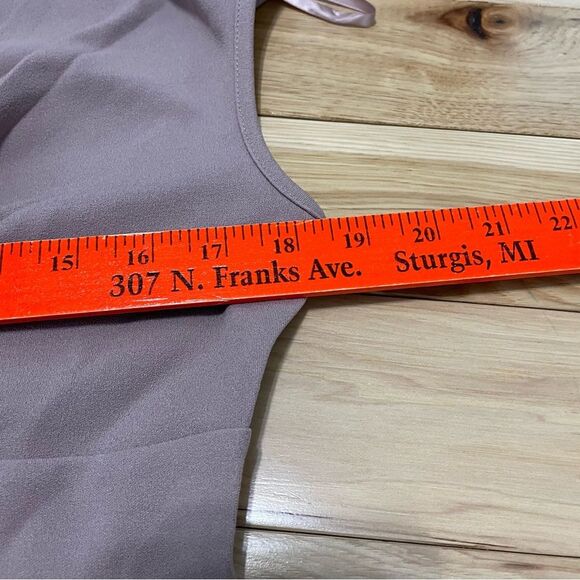 15 16 17 18 19 20 21 22
307 N. Franks Ave. Sturgis, MI